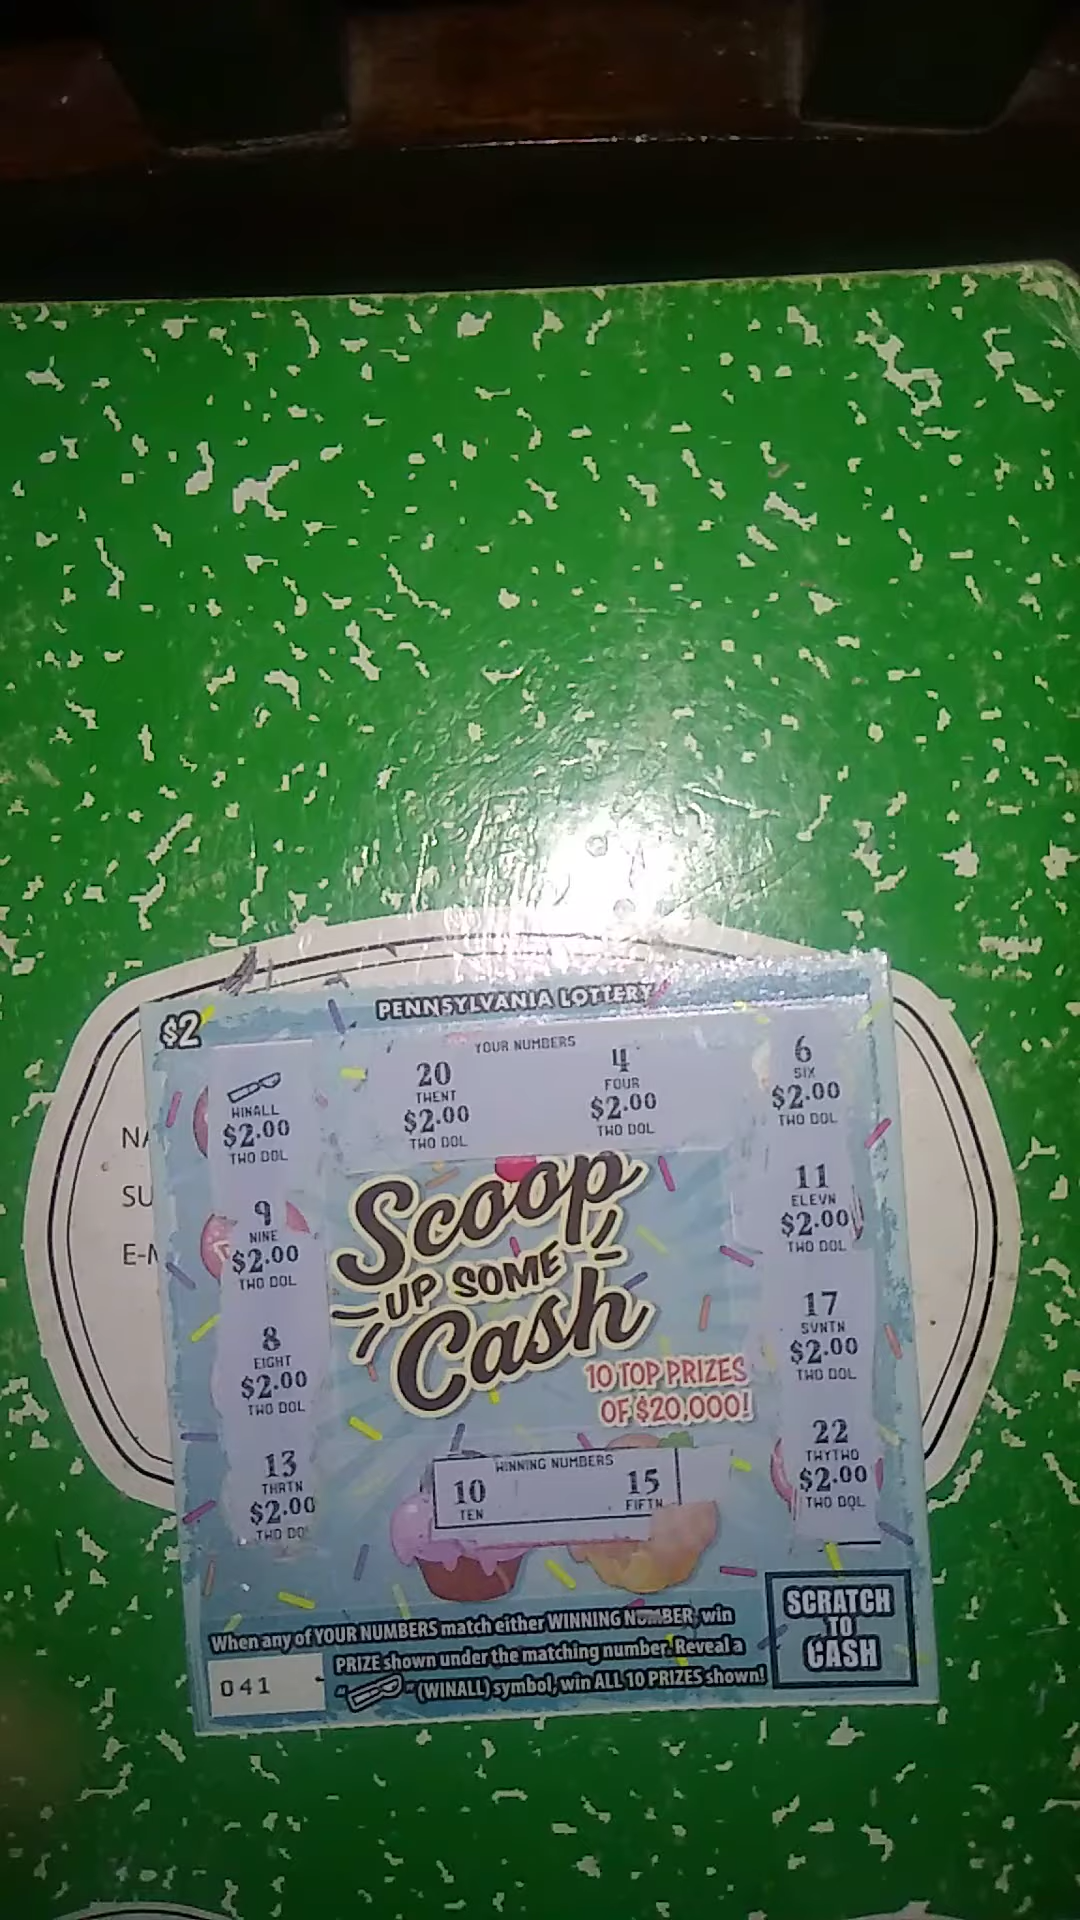 PENNSYLVANIA LOTTERY
$2
YOUR NUMBERS
WINALL
$2.00
TWO DOL
20
TWENT
$2.00
TWO DOL
4
FOUR
$2.00
TWO DOL
6
SIX
$2.00
TWO DOL
9
NINE
$2.00
TWO DOL
11
ELEVN
$2.00
TWO DOL
8
EIGHT
$2.00
TWO DOL
17
SVNTN
$2.00
TWO DOL
13
THRTN
$2.00
TWO DO
22
TWYTWO
$2.00
TWO DOL
Scoop
UP SOME
Cash
10 TOP PRIZES
OF $20,000!
WINNING NUMBERS
10
TEN
15
FIFTN
When any of YOUR NUMBERS match either WINNING NUMBER, win
PRIZE shown under the matching number. Reveal a
" " (WINALL) symbol, win ALL 10 PRIZES shown!
041
SCRATCH
TO
CASH
NA
SU
E-M